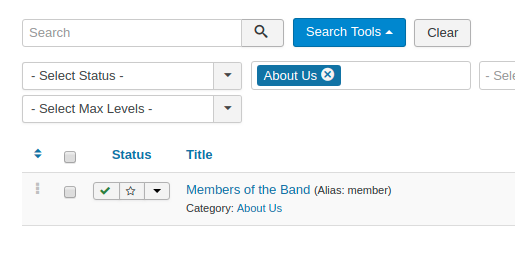 Search
Search Tools
Clear
- Select Status -
About Us
- Sel
- Select Max Levels -
Status
Title
Members of the Band (Alias: member)
Category: About Us